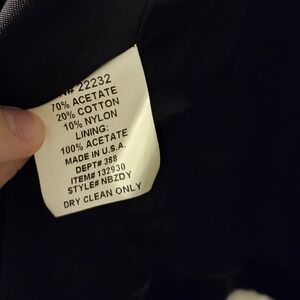 # 22232
70% ACETATE
20% COTTON
10% NYLON
LINING:
100% ACETATE
MADE IN U.S.A.
DEPT# 388
ITEM# 132930
STYLE# NBZDY
DRY CLEAN ONLY